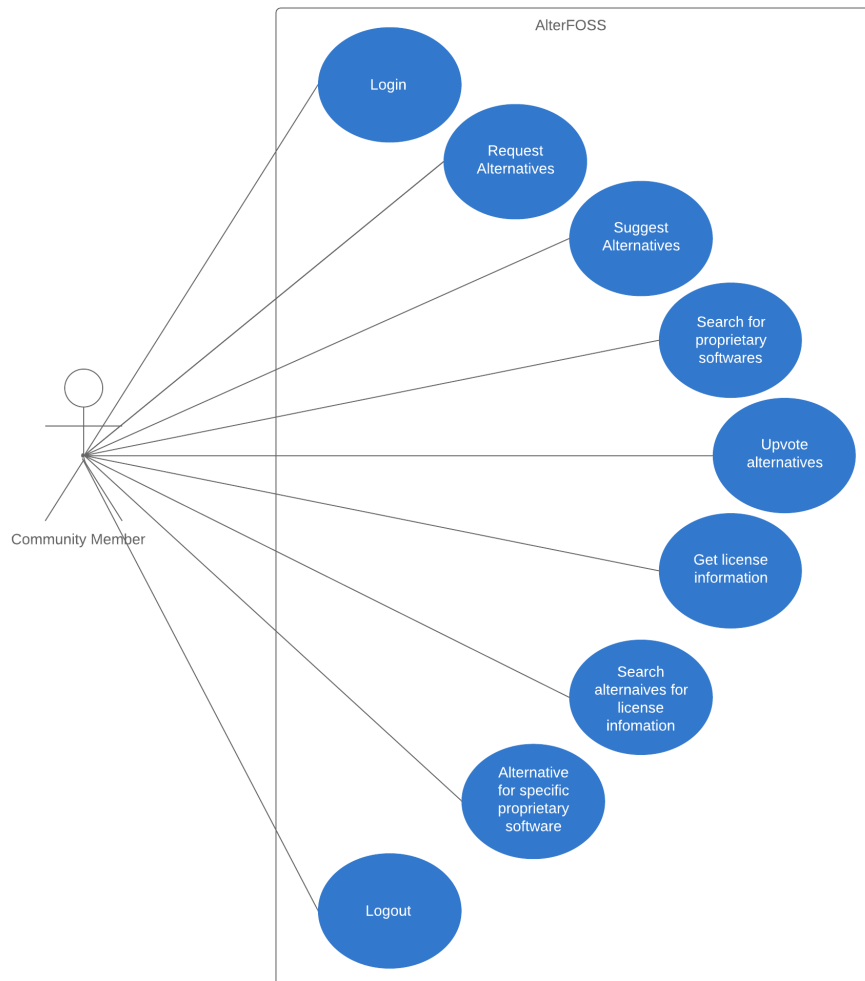 AlterFOSS
Login
Request
Alternatives
Suggest
Alternatives
Search for
proprietary
softwares
Upvote
alternatives
Get license
information
Community Member
Search
alternaives for
license
infomation
Alternative
for specific
proprietary
software
Logout